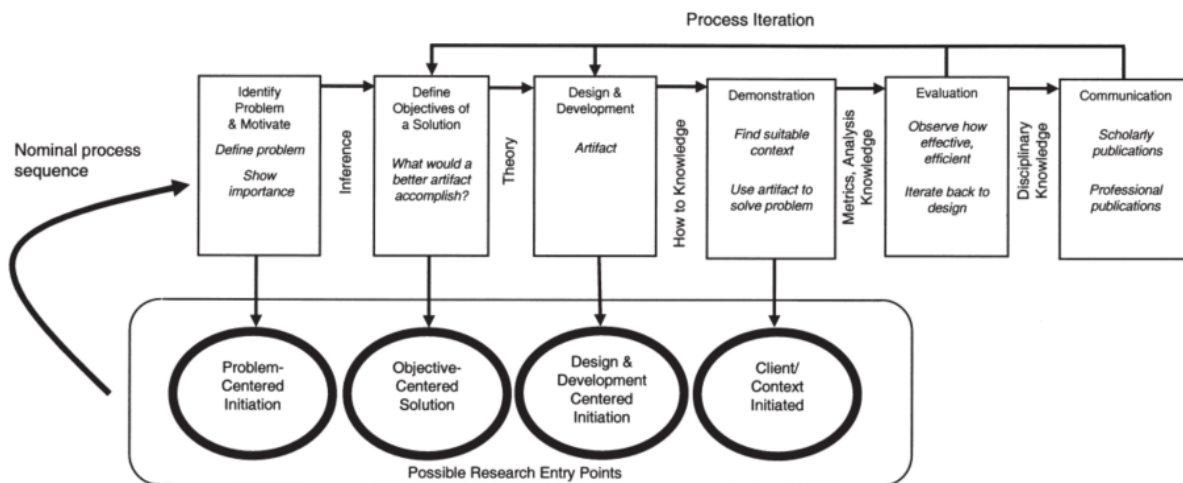 Process Iteration
Nominal process
sequence
Identify
Problem
& Motivate
Define problem
Show
importance
Inference
Define
Objectives of
a Solution
What would a
better artifact
accomplish?
Theory
Design &
Development
Artifact
How to Knowledge
Demonstration
Find suitable
context
Use artifact to
solve problem
Metrics, Analysis
Knowledge
Evaluation
Observe how
effective,
efficient
Iterate back to
design
Disciplinary
Knowledge
Communication
Scholarly
publications
Professional
publications
Problem-
Centered
Initiation
Objective-
Centered
Solution
Design &
Development
Centered
Initiation
Client/
Context
Initiated
Possible Research Entry Points